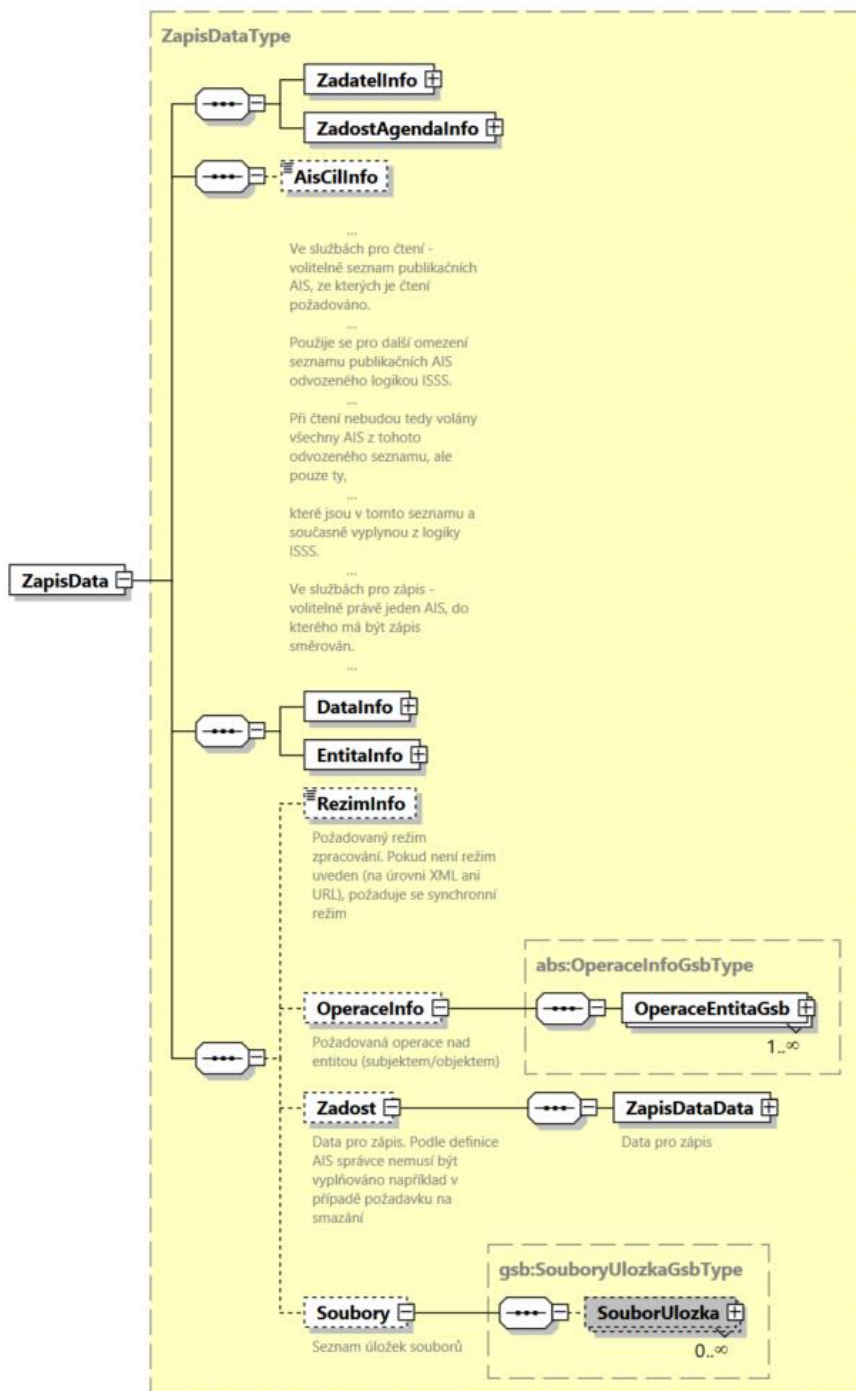 ZapisDataType
ZadatelInfo
ZadostAgendaInfo
AisCilInfo
...
Ve službách pro čtení -
volitelně seznam publikačních
AIS, ze kterých je čtení
požadováno.
...
Použije se pro další omezení
seznamu publikačních AIS
odvozeného logikou ISSS.
...
Při čtení nebudou tedy volány
všechny AIS z tohoto
odvozeného seznamu, ale
pouze ty,
...
které jsou v tomto seznamu a
současně vyplynou z logiky
ISSS.
...
Ve službách pro zápis -
volitelně právě jeden AIS, do
kterého má být zápis
směrován.
...
ZapisData
DataInfo
EntitaInfo
RezimInfo
Požadovaný režim
zpracování. Pokud není režim
uveden (na úrovni XML ani
URL), požaduje se synchronní
režim
abs:OperaceInfoGsbType
OperaceInfo
OperaceEntitaGsb
1..∞
Požadovaná operace nad
entitou (subjektem/objektem)
Zadost
ZapisDataData
Data pro zápis. Podle definice
AIS správce nemusí být
vyplňováno například v
případě požadavku na
smazání
Data pro zápis
gsb:SouboryUlozkaGsbType
Soubory
SouborUlozka
0..∞
Seznam úložek souborů